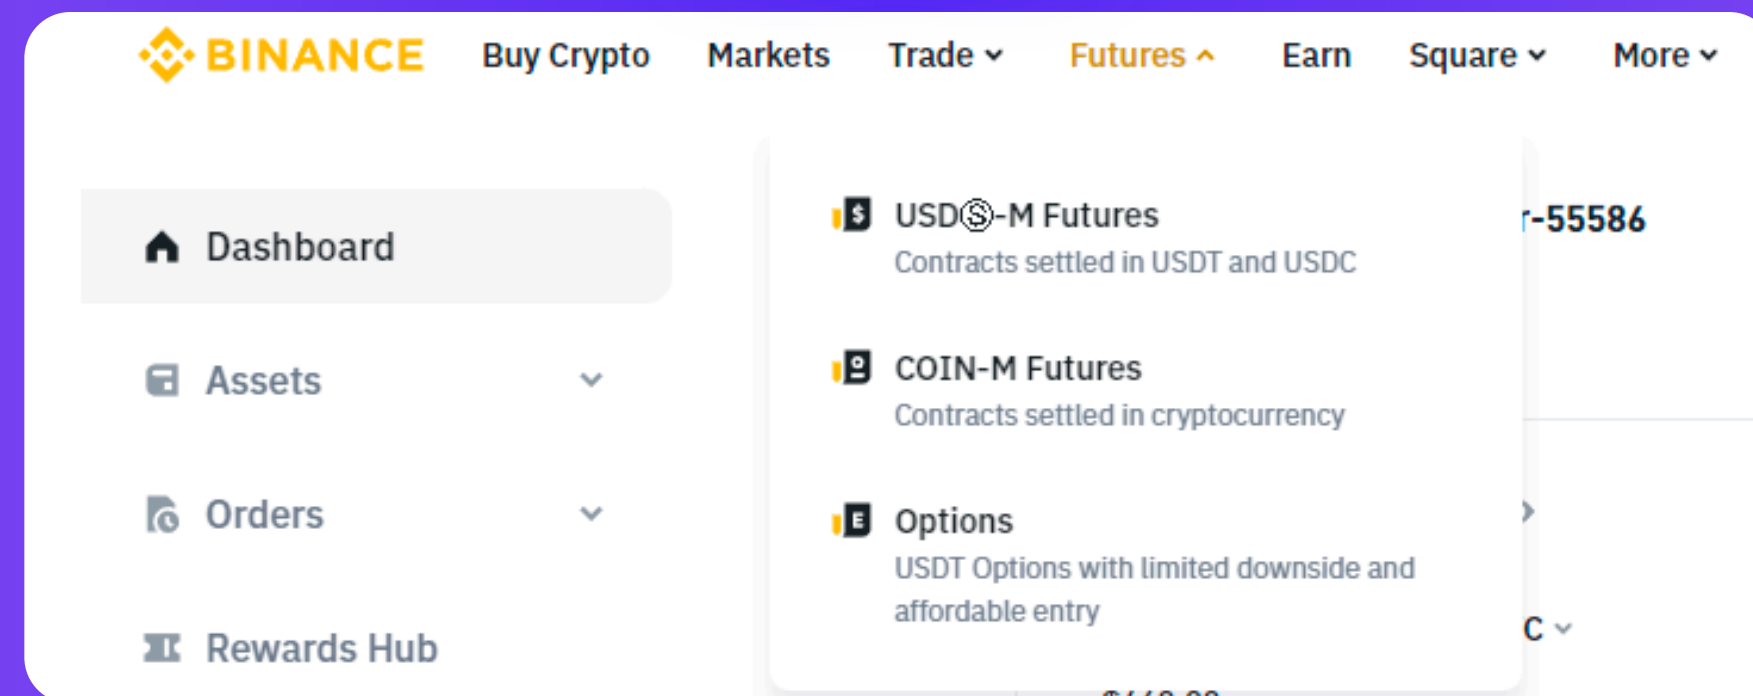 BINANCE Buy Crypto Markets Trade Futures Earn Square More
Dashboard
Assets
Orders
Rewards Hub
USDⓈ-M Futures
Contracts settled in USDT and USDC
COIN-M Futures
Contracts settled in cryptocurrency
Options
USDT Options with limited downside and
affordable entry
r-55586
C